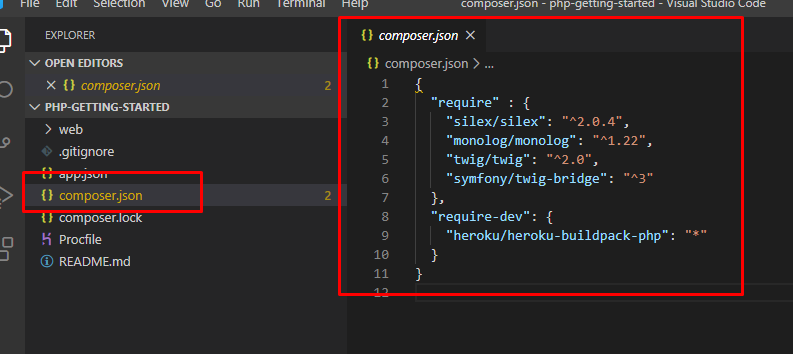 File Edit Selection View Go Run Terminal Help composer.json - php-getting-started - Visual Studio Code
EXPLORER
OPEN EDITORS
{} composer.json 2
PHP-GETTING-STARTED
web
.gitignore
{} app.json
{} composer.json 2
{} composer.lock
Procfile
README.md
{} composer.json
{} composer.json > ...
1 {
2 "require" : {
3 "silex/silex": "^2.0.4",
4 "monolog/monolog": "^1.22",
5 "twig/twig": "^2.0",
6 "symfony/twig-bridge": "^3"
7 },
8 "require-dev": {
9 "heroku/heroku-buildpack-php": "*"
10 }
11 }
12